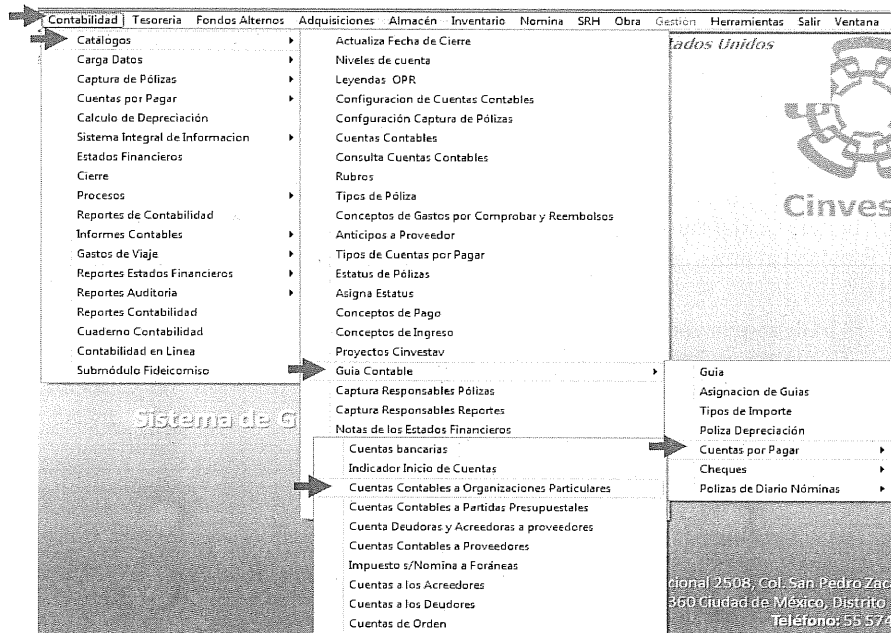 Contabilidad Tesoreria Fondos Alternos Adquisiciones Almacén Inventario Nomina SRH Obra Gestión Herramientas Salir Ventana
Catálogos
Carga Datos
Captura de Pólizas
Cuentas por Pagar
Calculo de Depreciación
Sistema Integral de Informacion
Estados Financieros
Cierre
Procesos
Reportes de Contabilidad
Informes Contables
Gastos de Viaje
Reportes Estados Financieros
Reportes Auditoria
Reportes Contabilidad
Cuaderno Contabilidad
Contabilidad en Linea
Submódulo Fideicomiso
Actualiza Fecha de Cierre
Niveles de cuenta
Leyendas OPR
Configuracion de Cuentas Contables
Confguración Captura de Pólizas
Cuentas Contables
Consulta Cuentas Contables
Rubros
Tipos de Póliza
Conceptos de Gastos por Comprobar y Reembolsos
Anticipos a Proveedor
Tipos de Cuentas por Pagar
Estatus de Pólizas
Asigna Estatus
Conceptos de Pago
Conceptos de Ingreso
Proyectos Cinvestav
Guia Contable
Captura Responsables Pólizas
Captura Responsables Reportes
Notas de los Estados Financieros
Guia
Asignacion de Guias
Tipos de Importe
Poliza Depreciación
Cuentas por Pagar
Cheques
Polizas de Diario Nóminas
Cuentas bancarias
Indicador Inicio de Cuentas
Cuentas Contables a Organizaciones Particulares
Cuentas Contables a Partidas Presupuestales
Cuenta Deudoras y Acreedoras a proveedores
Cuentas Contables a Proveedores
Impuesto s/Nomina a Foráneas
Cuentas a los Acreedores
Cuentas a los Deudores
Cuentas de Orden
tados Unidos
Cinves
Sistema de G
cional 2508, Col. San Pedro Zac
360 Ciudad de México, Distrito
Teléfono: 55 574